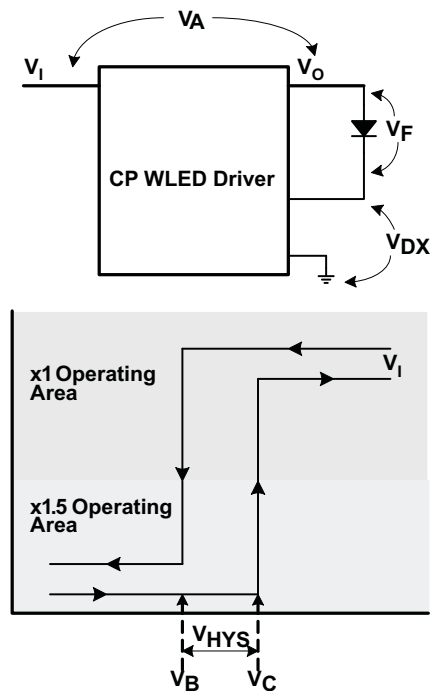 VA
VI
VO
VF
CP WLED Driver
VDX
x1 Operating
Area
VI
x1.5 Operating
Area
VHYS
VB
VC